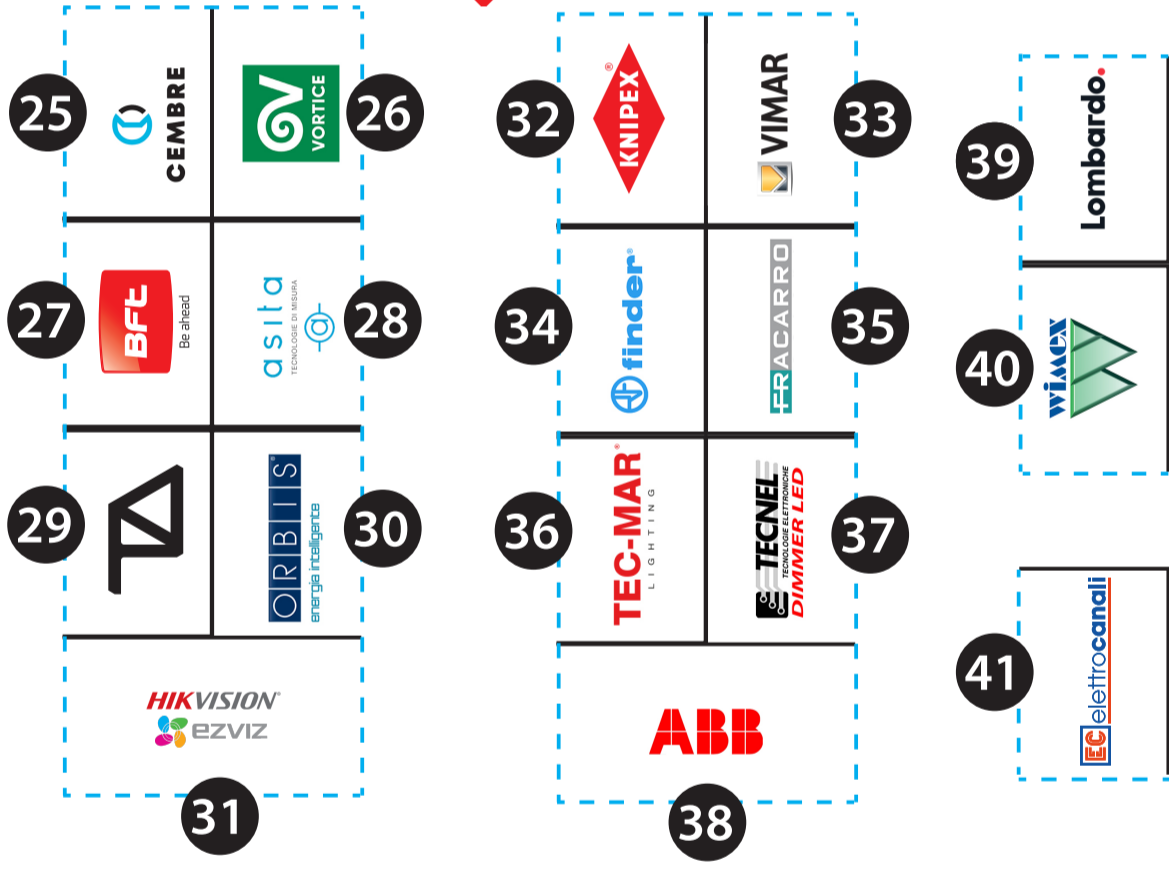 25
CEMBRE
VORTICE
26
27
Bft
Be ahead
asita
TECNOLOGIE DI MISURA
@
28
29
TA
ORBIS®
energia intelligente
30
HIKVISION®
ezviz
31
32
KNIPEX®
VIMAR
33
34
finder®
FRACARRO
35
36
TEC-MAR®
LIGHTING
TECNEL
TECNOLOGIE ELETTRONICHE
DIMMER LED
37
ABB
38
39
Lombardo.
40
wimex
41
EC elettrocanali